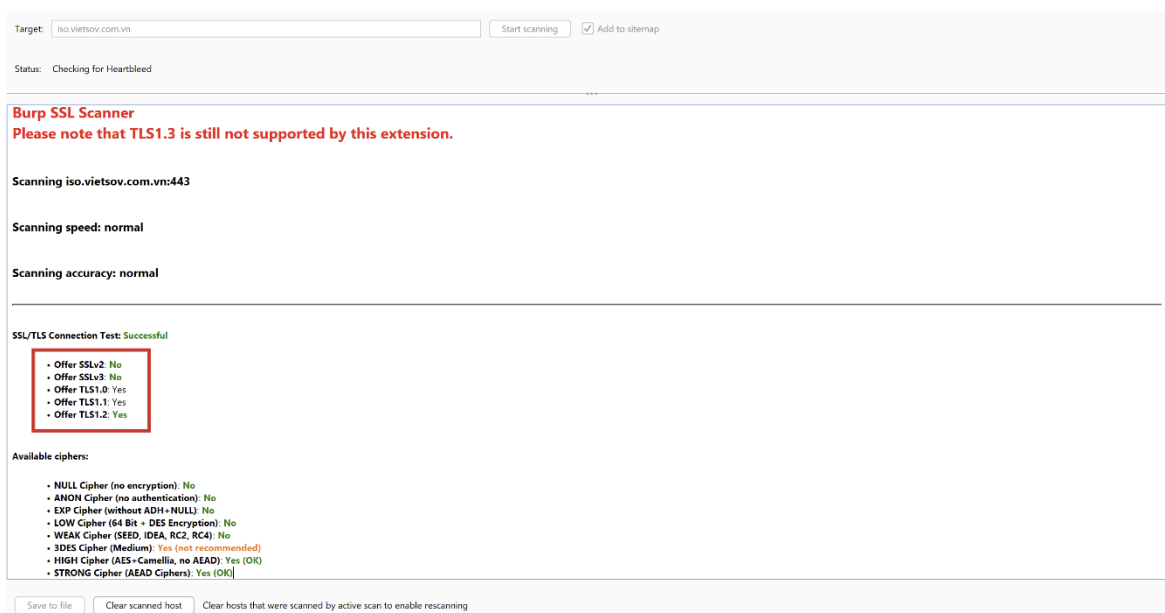 Target: iso.vietsov.com.vn Start scanning Add to sitemap
Status: Checking for Heartbleed
Burp SSL Scanner
Please note that TLS1.3 is still not supported by this extension.
Scanning iso.vietsov.com.vn:443
Scanning speed: normal
Scanning accuracy: normal
SSL/TLS Connection Test: Successful
• Offer SSLv2: No
• Offer SSLv3: No
• Offer TLS1.0: Yes
• Offer TLS1.1: Yes
• Offer TLS1.2: Yes
Available ciphers:
• NULL Cipher (no encryption): No
• ANON Cipher (no authentication): No
• EXP Cipher (without ADH+NULL): No
• LOW Cipher (64 Bit + DES Encryption): No
• WEAK Cipher (SEED, IDEA, RC2, RC4): No
• 3DES Cipher (Medium): Yes (not recommended)
• HIGH Cipher (AES+Camellia, no AEAD): Yes (OK)
• STRONG Cipher (AEAD Ciphers): Yes (OK)
Save to file Clear scanned host Clear hosts that were scanned by active scan to enable rescanning